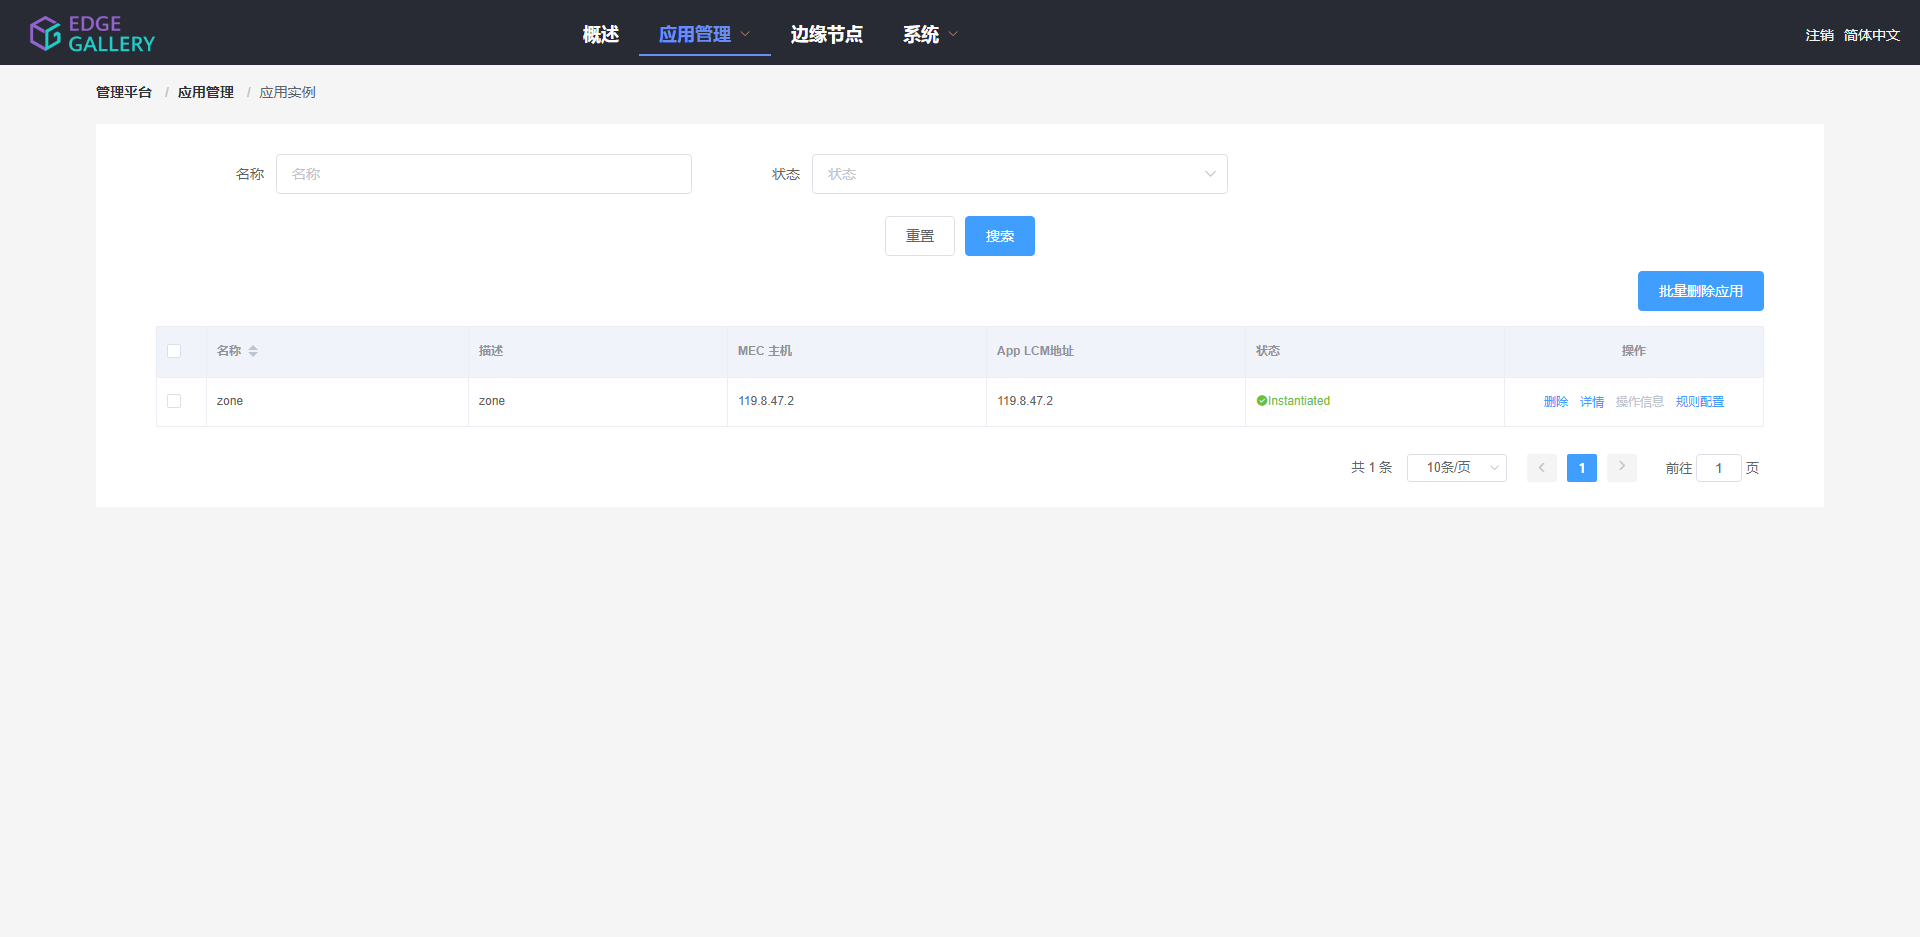 EDGE
GALLERY
概述 应用管理 边缘节点 系统
注销 简体中文
管理平台 / 应用管理 / 应用实例
名称 名称 状态 状态
重置 搜索
批量删除应用
名称 描述 MEC 主机 App LCM地址 状态 操作
zone zone 119.8.47.2 119.8.47.2 Instantiated 删除 详情 操作信息 规则配置
共 1 条 10条/页 1 前往 1 页